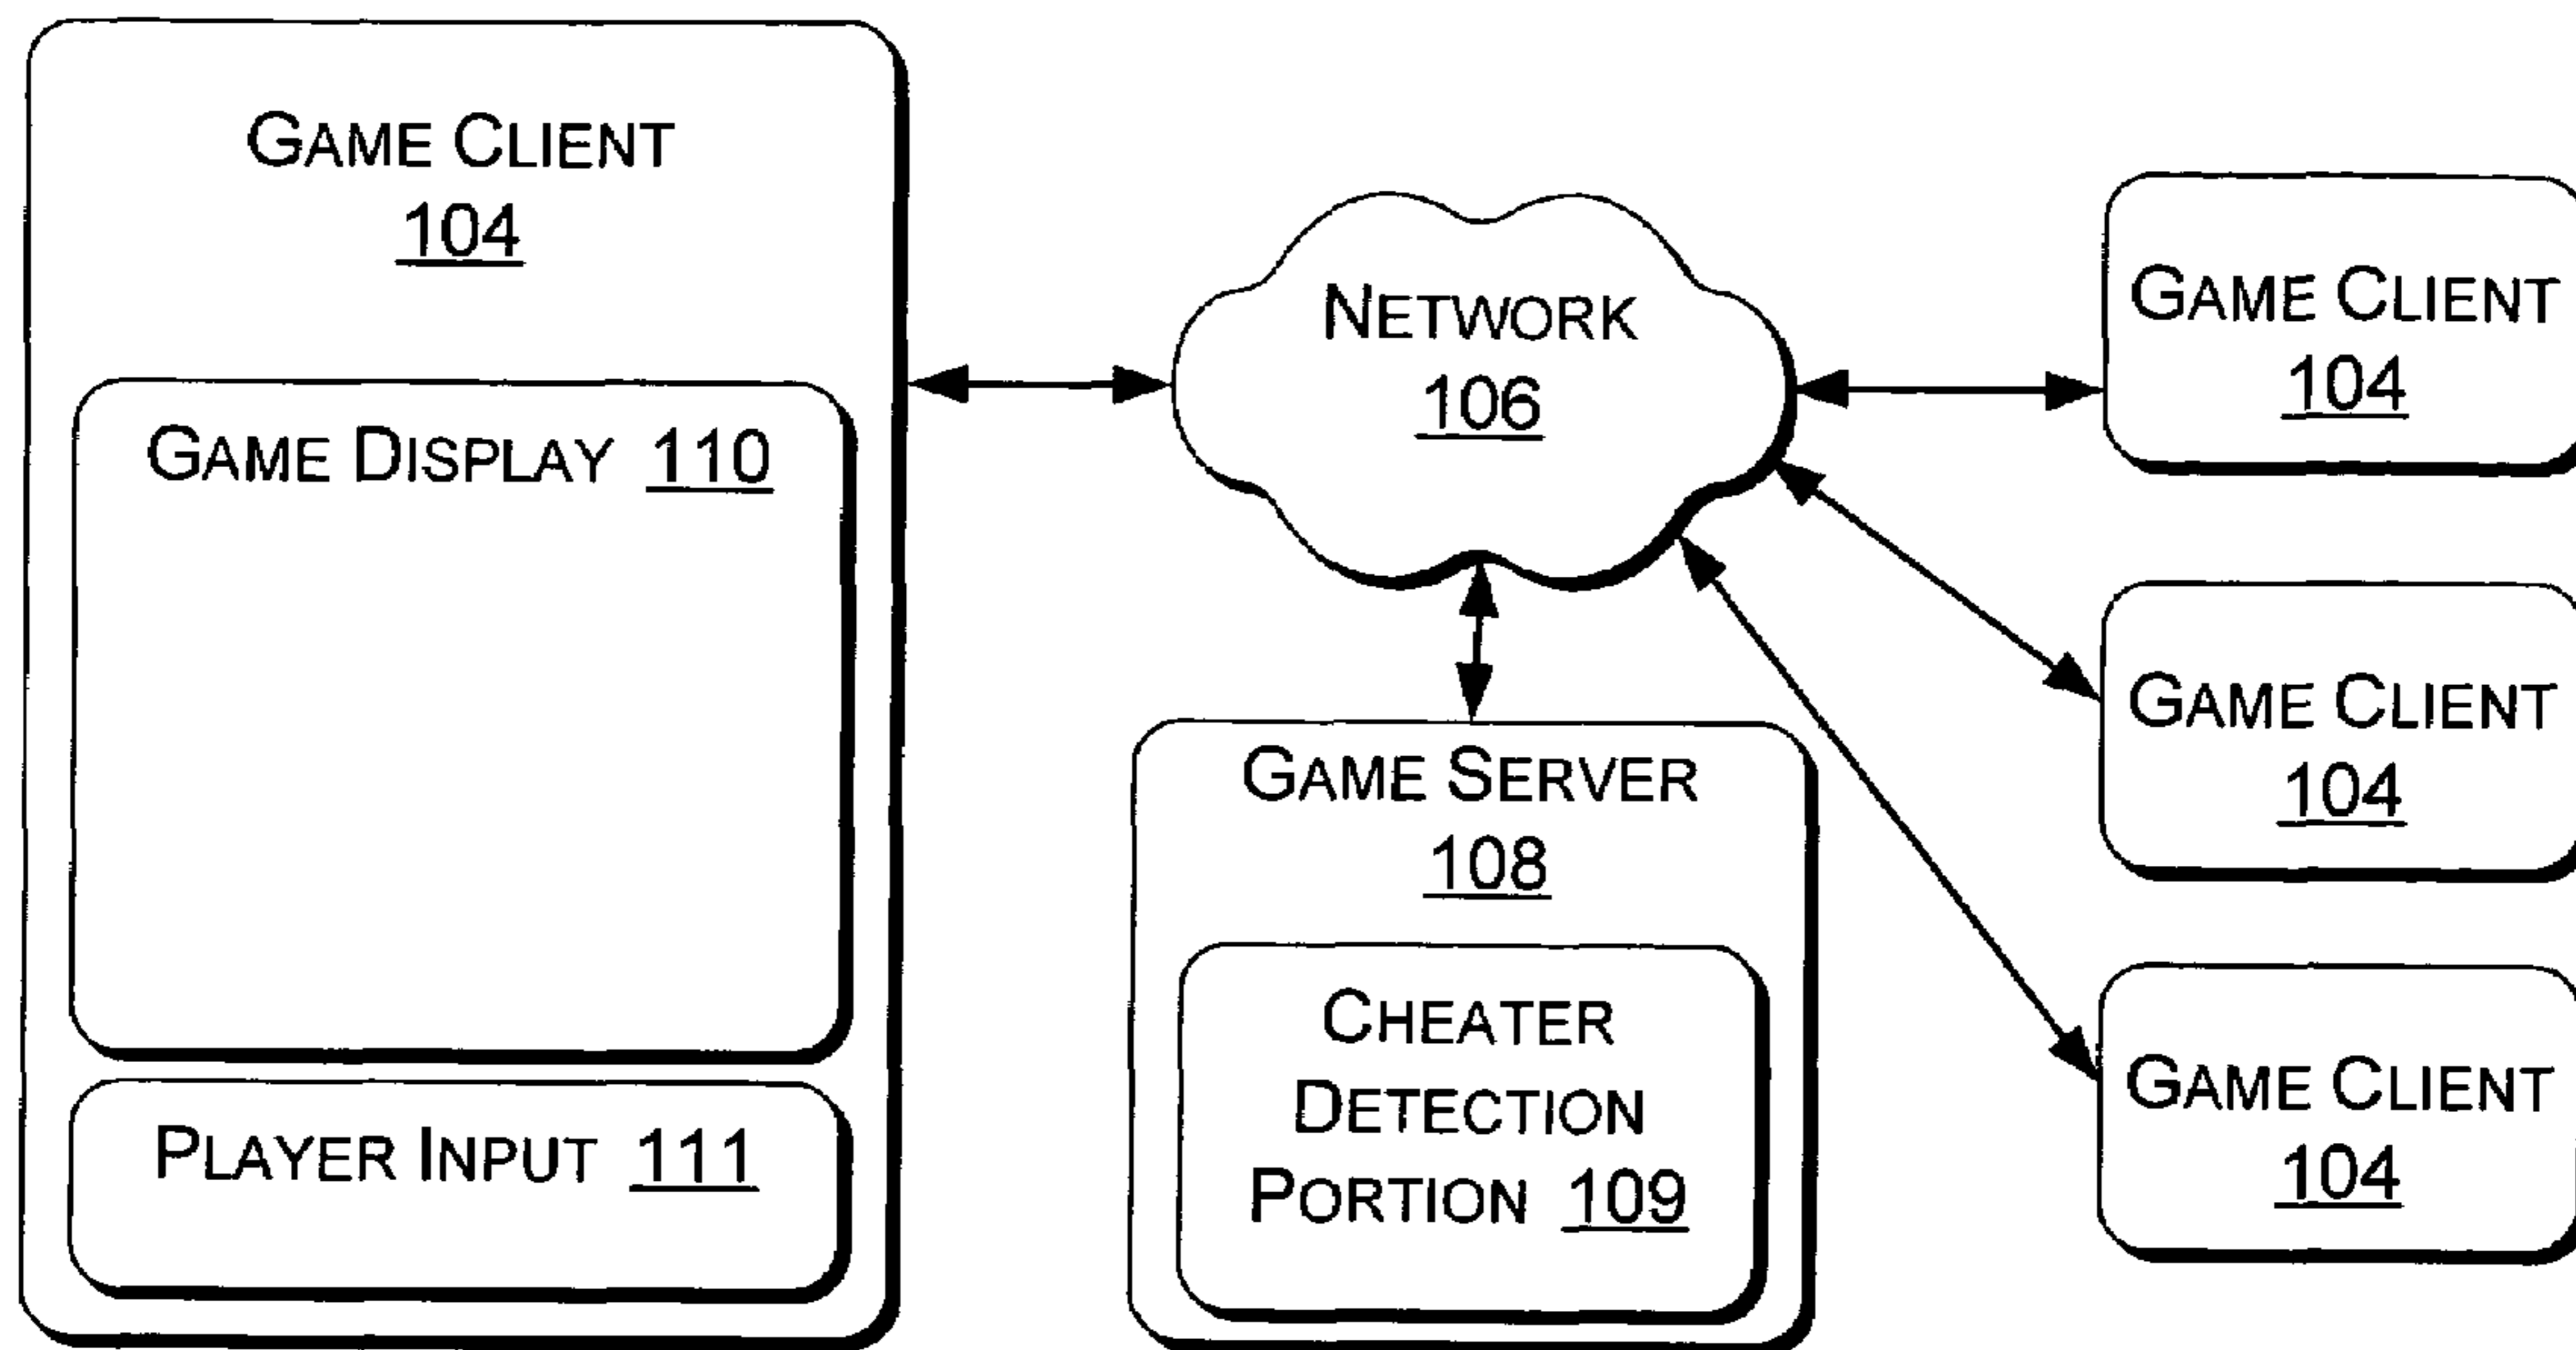 GAME CLIENT
104
GAME DISPLAY 110
PLAYER INPUT 111
NETWORK
106
GAME SERVER
108
CHEATER
DETECTION
PORTION 109
GAME CLIENT
104
GAME CLIENT
104
GAME CLIENT
104